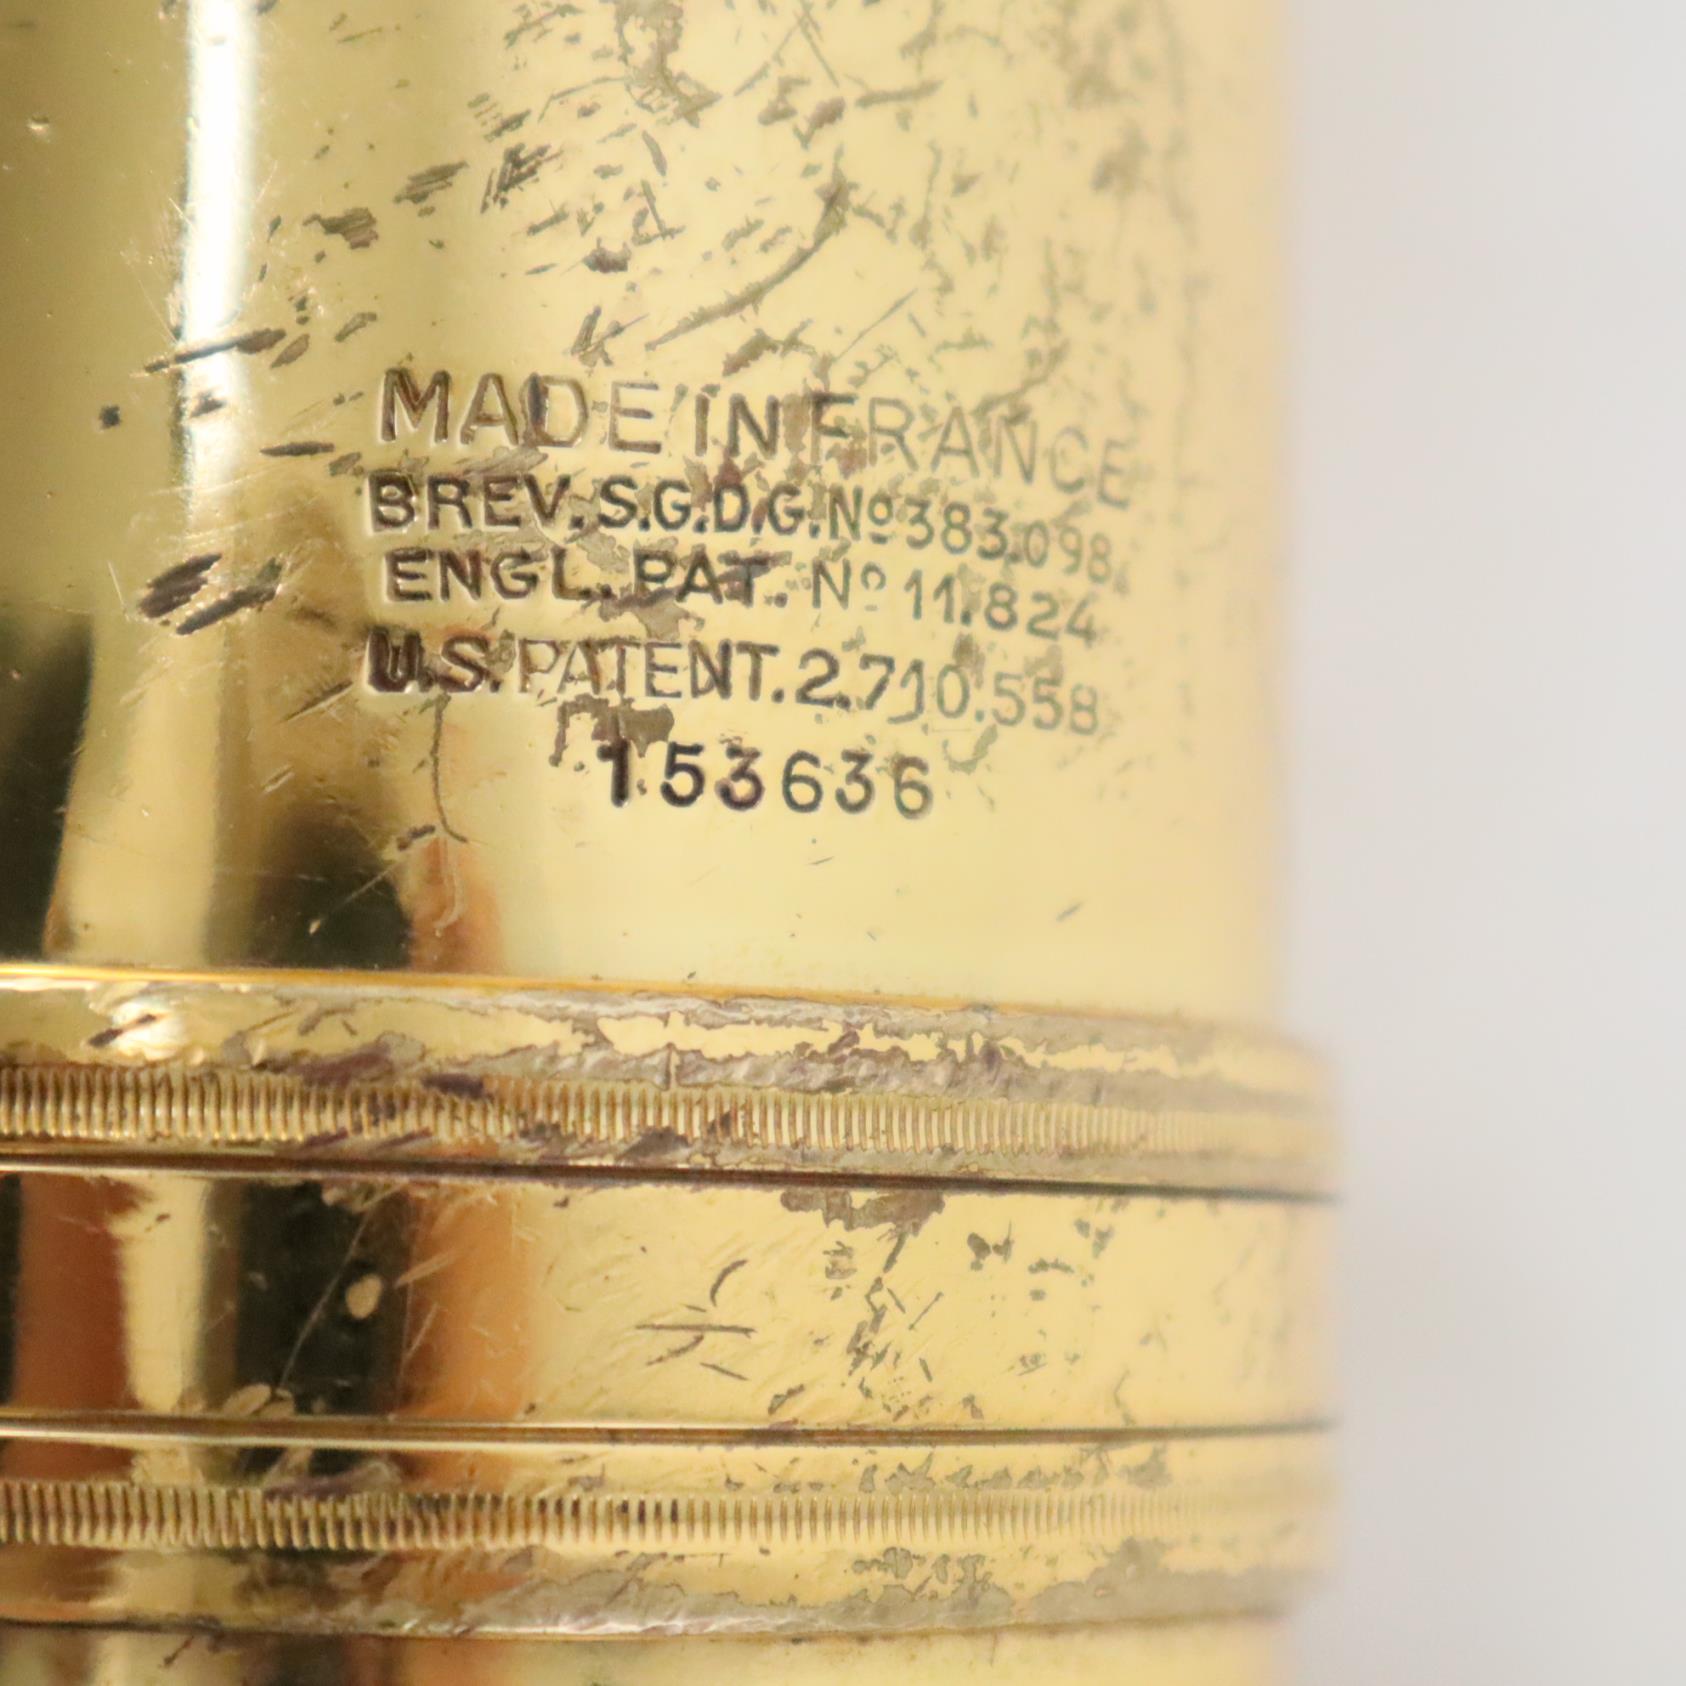 MADE IN FRANCE
BREV. S.G.D.G. Nº 383.098.
ENGL. PAT. Nº 11.824
U.S. PATENT. 2.710.558
153636